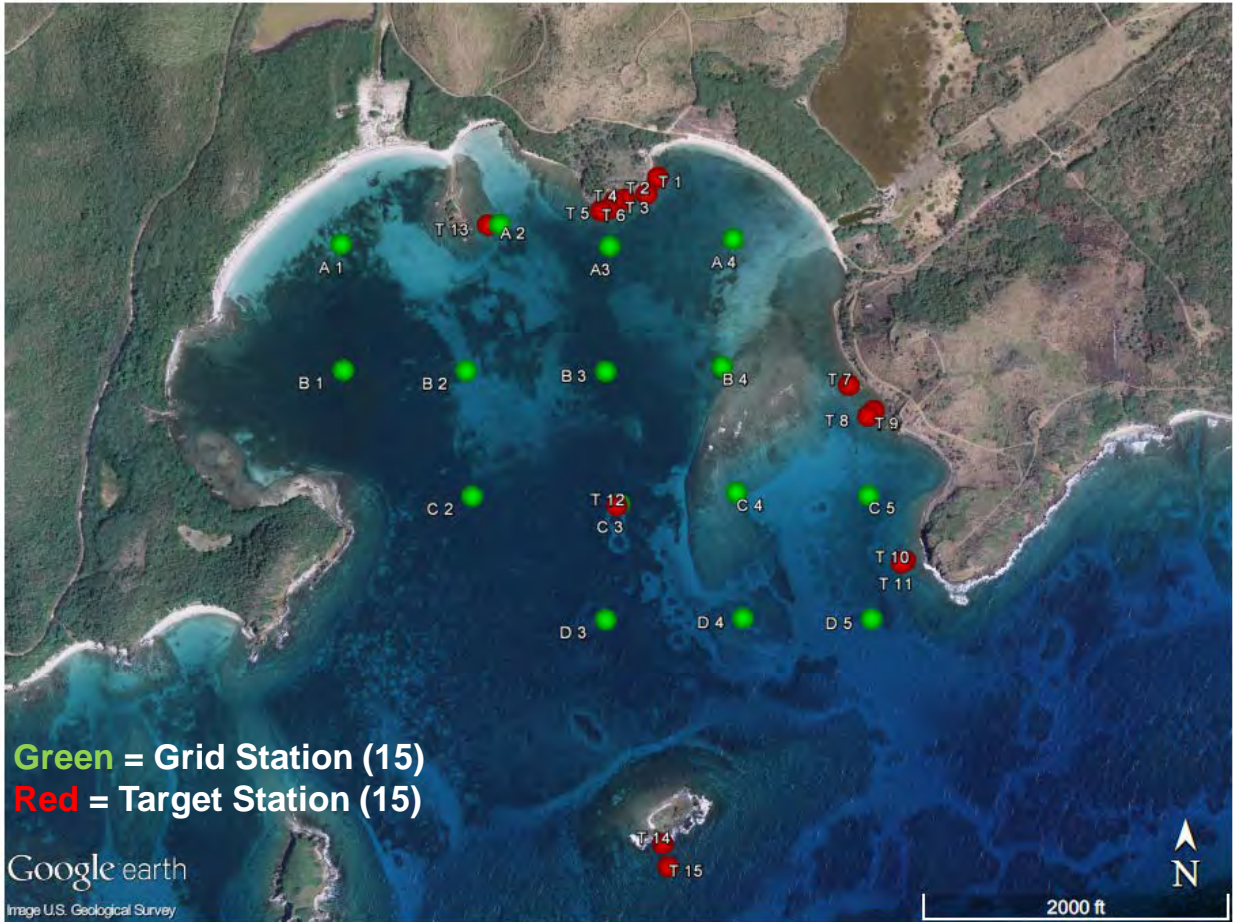 T 1
T 2
T 4
T 3
T 5
T 6
T 13
A 2
A 1
A3
A 4
B 1
B 2
B 3
B 4
T 7
T 8
T 9
C 2
T 12
C 3
C 4
C 5
T 10
T 11
D 3
D 4
D 5
Green = Grid Station (15)
Red = Target Station (15)
T 14
T 15
Google earth
N
Image U.S. Geological Survey
2000 ft